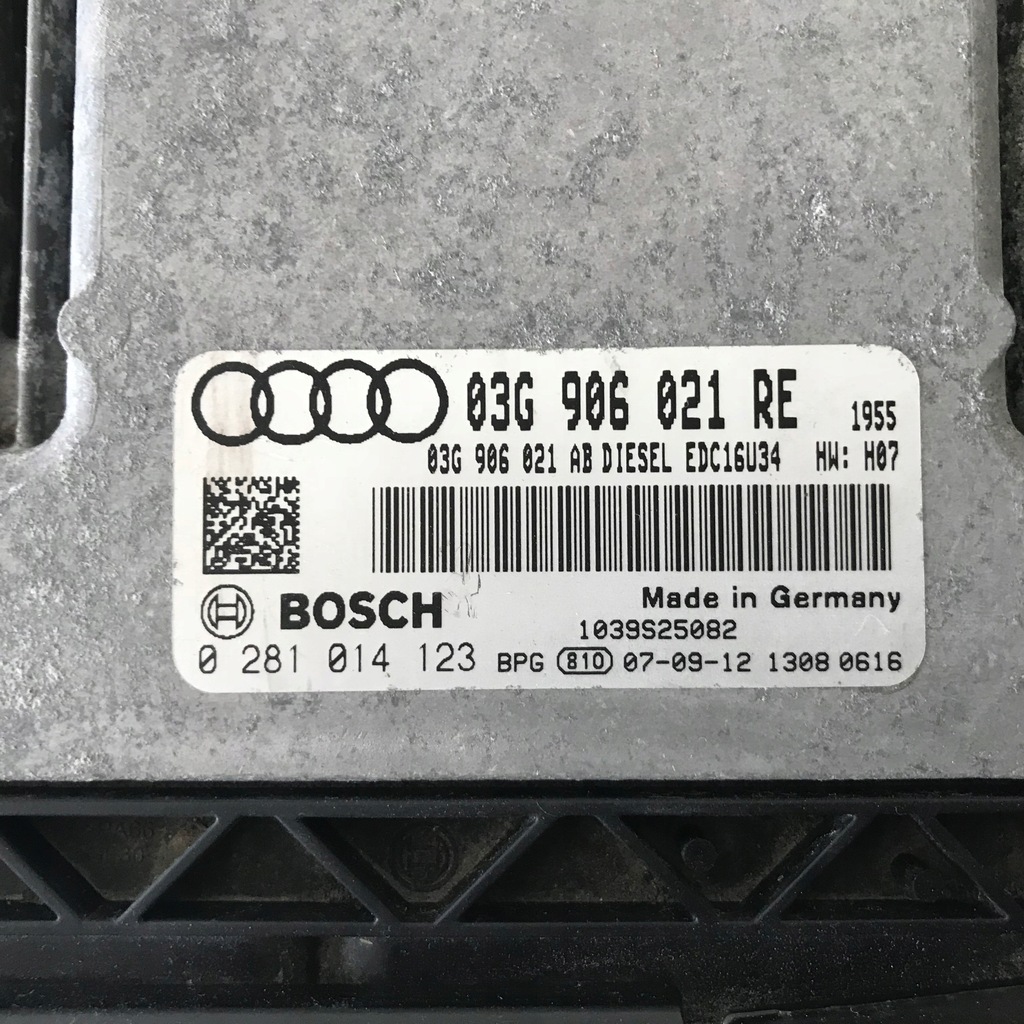 03G 906 021 RE 1955
03G 906 021 AB DIESEL EDC16U34 HW: H07
BOSCH
Made in Germany
1039S25082
0 281 014 123 BPG 810 07-09-12 1308 0616